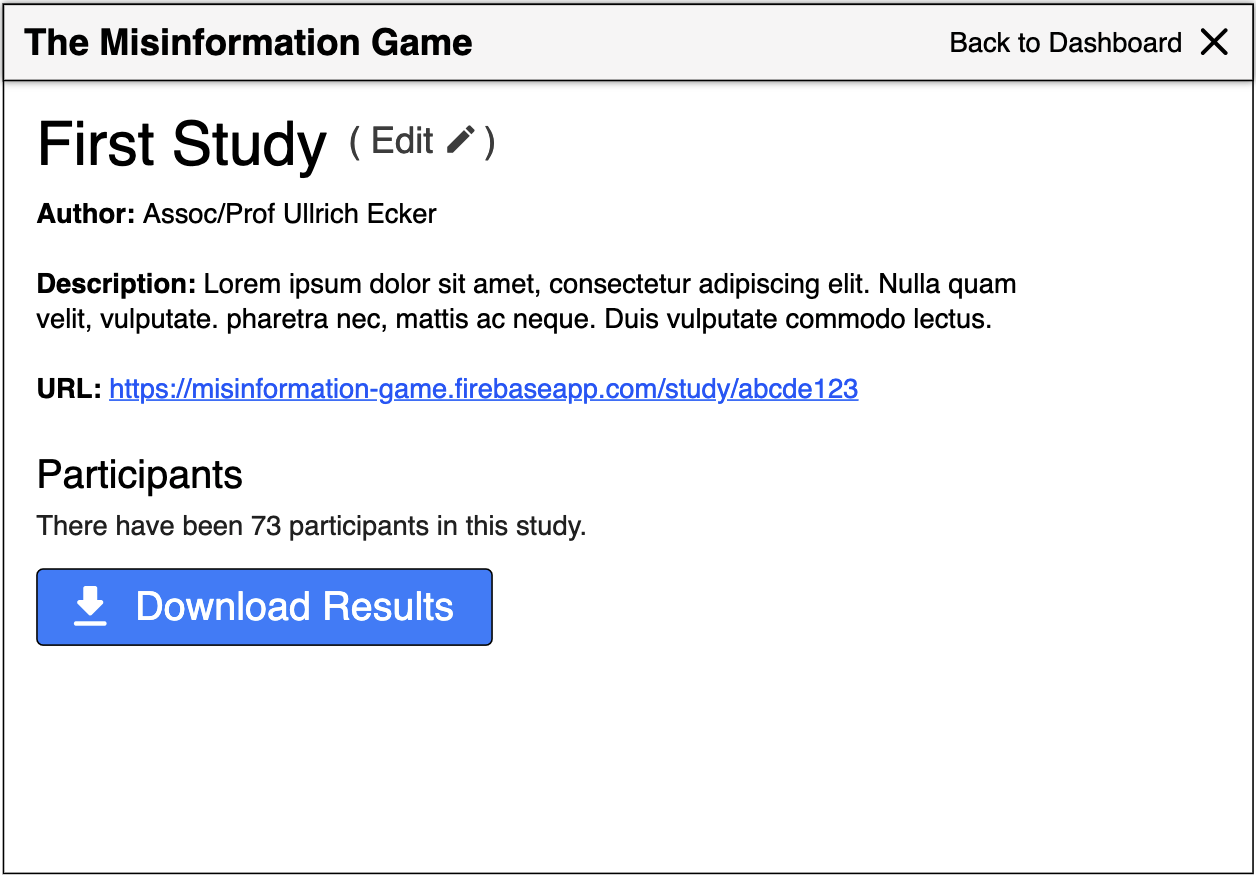 The Misinformation Game
Back to Dashboard
First Study ( Edit )
Author: Assoc/Prof Ullrich Ecker
Description: Lorem ipsum dolor sit amet, consectetur adipiscing elit. Nulla quam
velit, vulputate. pharetra nec, mattis ac neque. Duis vulputate commodo lectus.
URL: https://misinformation-game.firebaseapp.com/study/abcde123
Participants
There have been 73 participants in this study.
Download Results